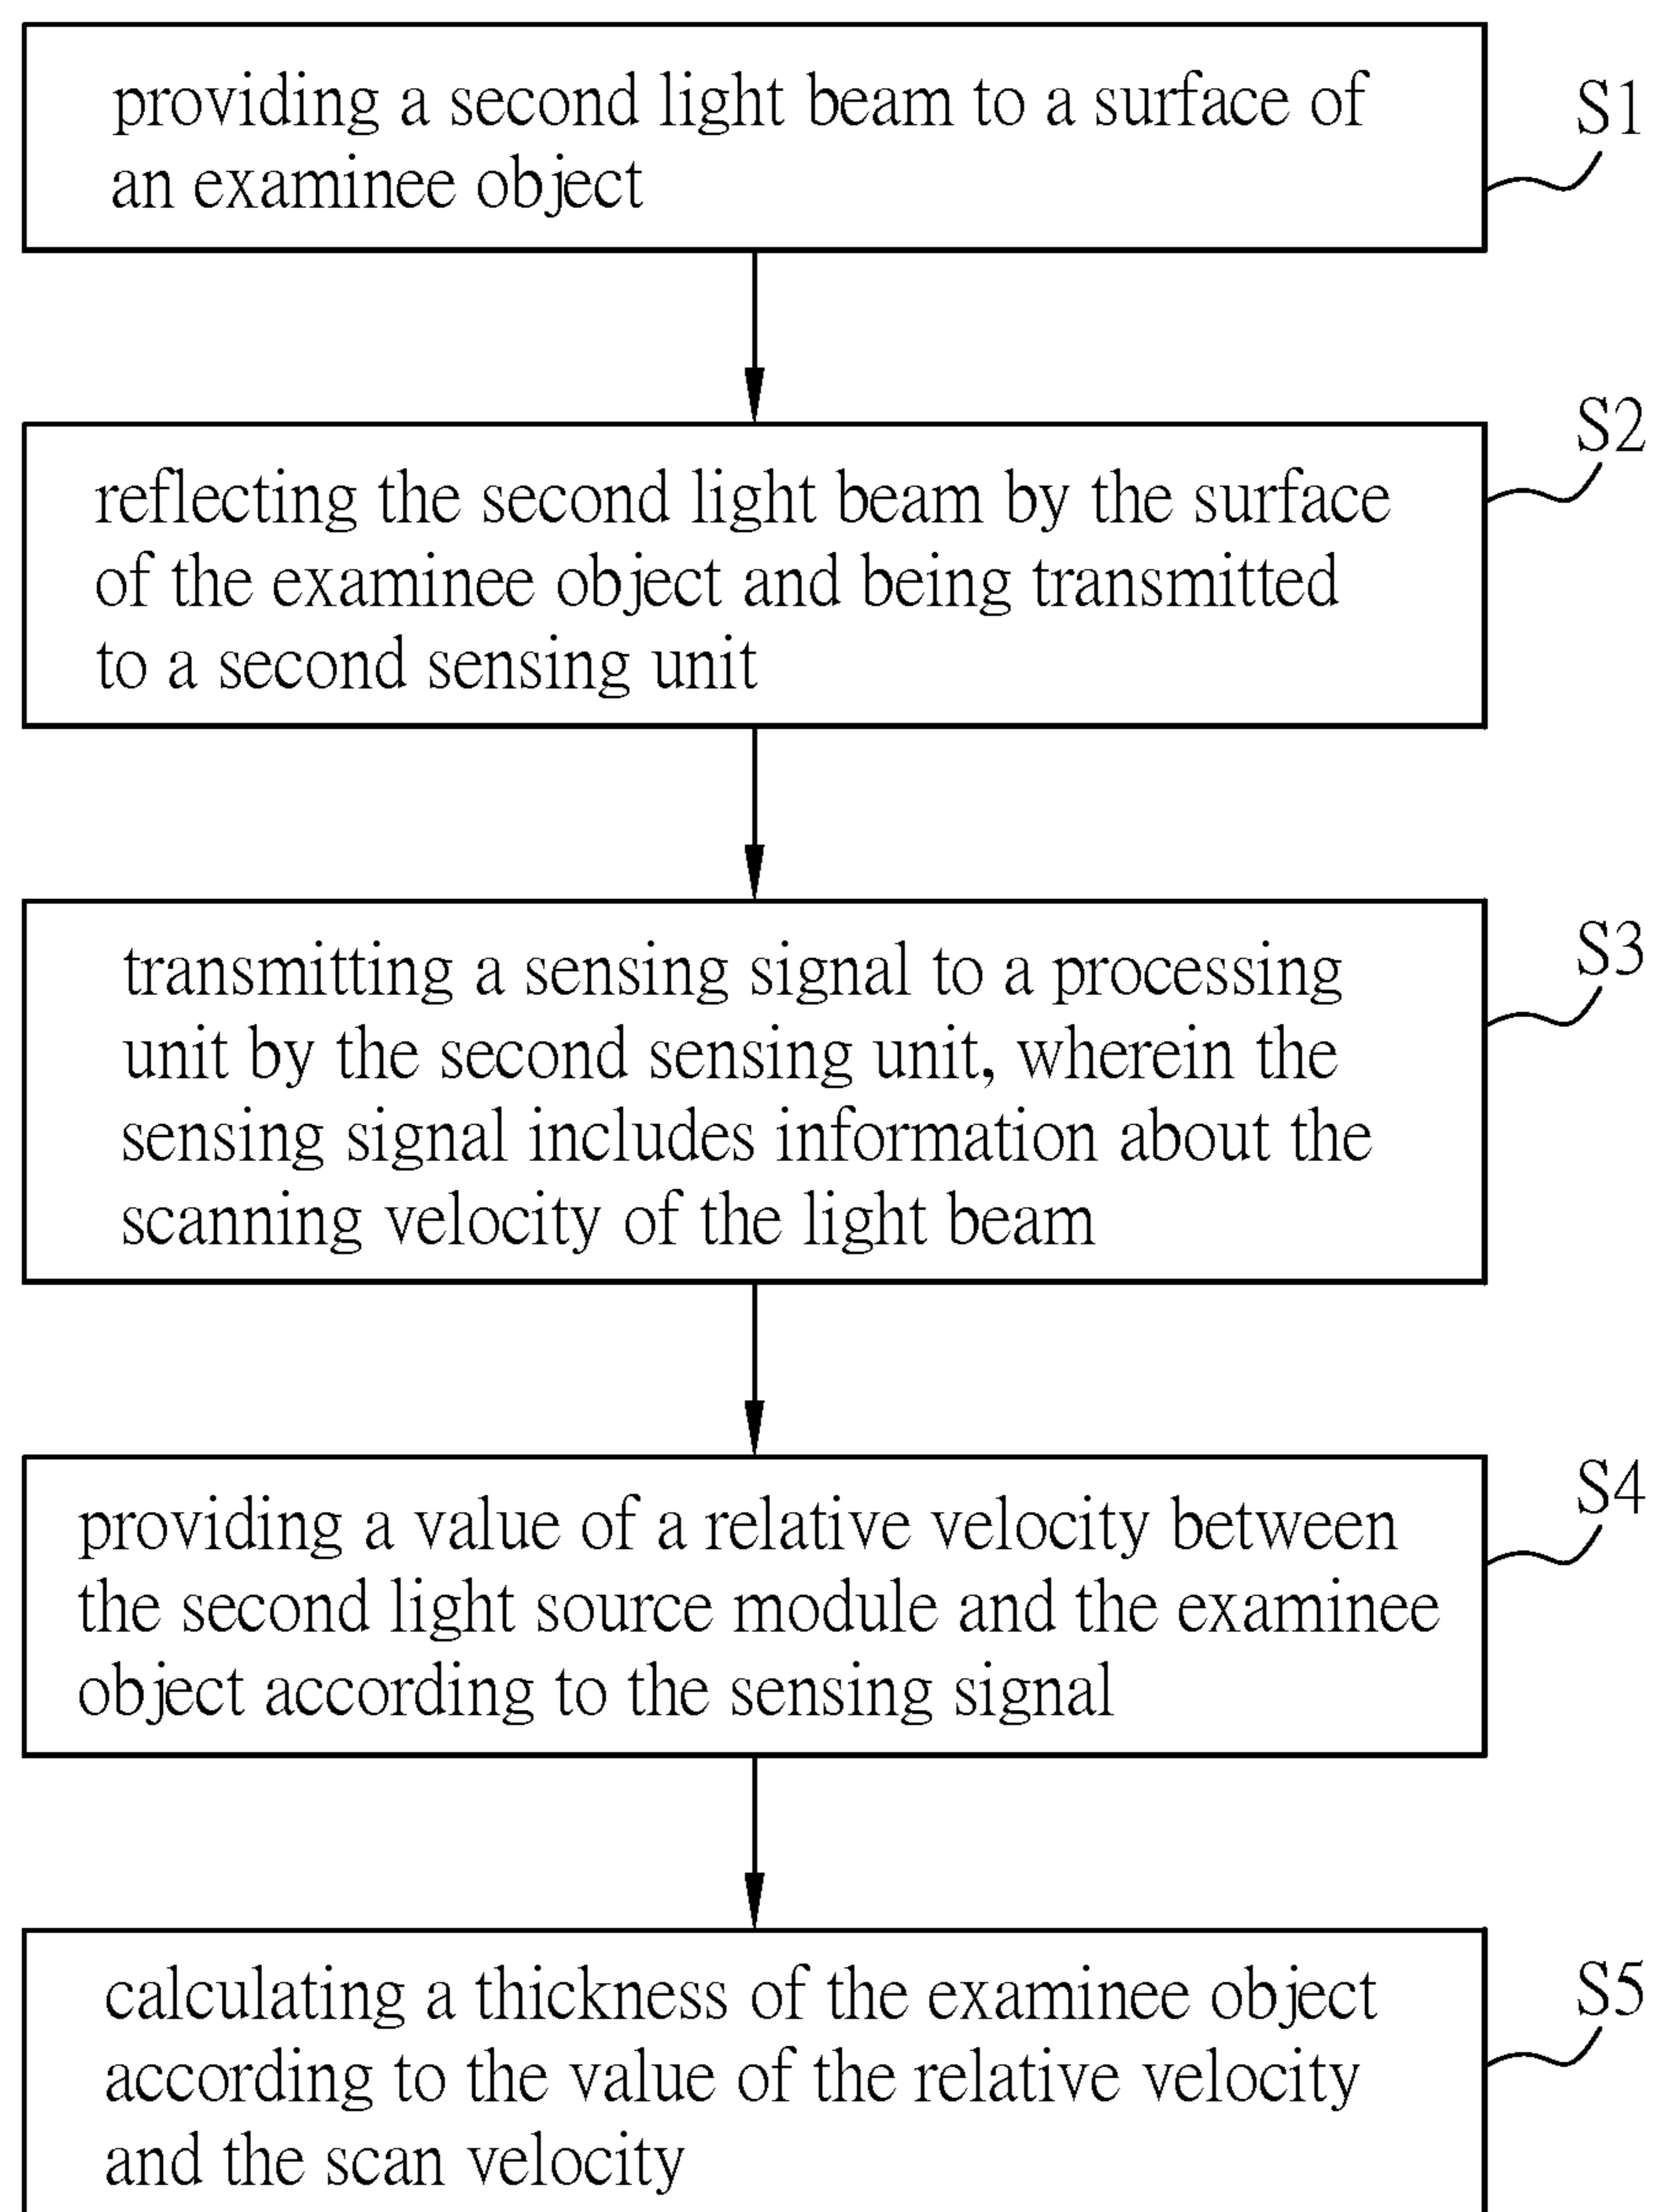 providing a second light beam to a surface of
an examinee object
S1
reflecting the second light beam by the surface
of the examinee object and being transmitted
to a second sensing unit
S2
transmitting a sensing signal to a processing
unit by the second sensing unit, wherein the
sensing signal includes information about the
scanning velocity of the light beam
S3
providing a value of a relative velocity between
the second light source module and the examinee
object according to the sensing signal
S4
calculating a thickness of the examinee object
according to the value of the relative velocity
and the scan velocity
S5